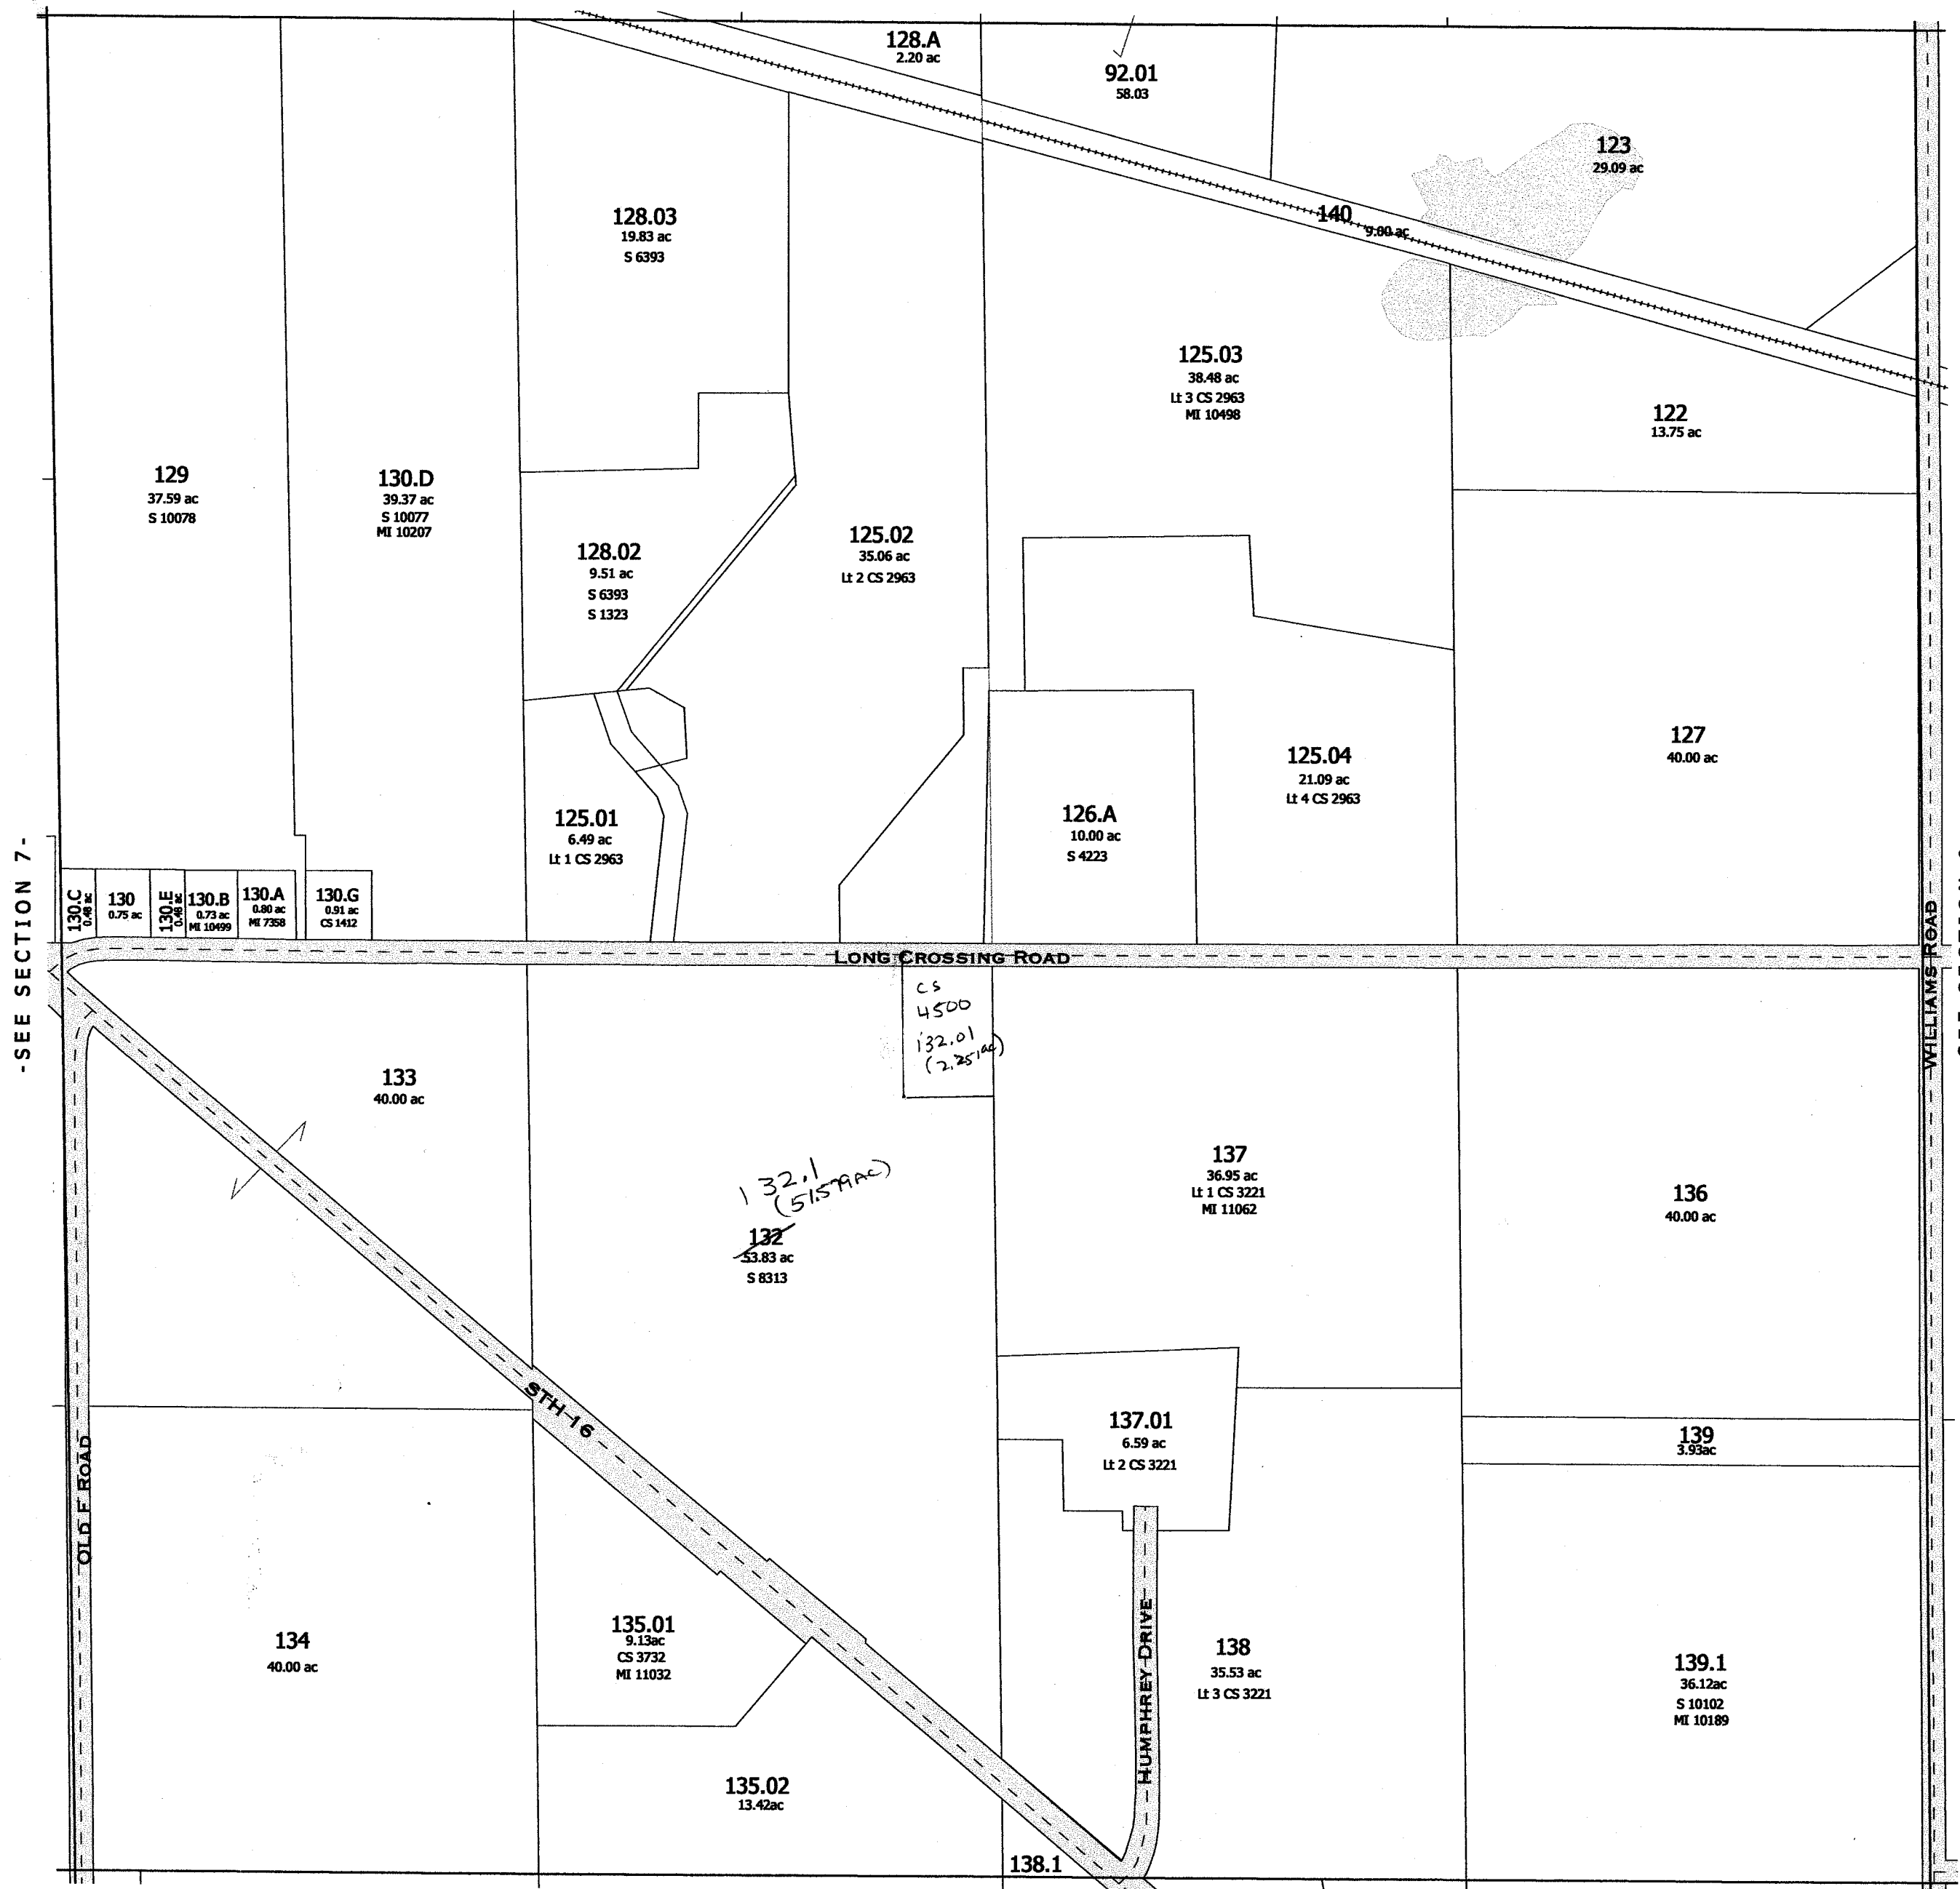 128.A
2.20 ac
92.01
58.03
123
29.09 ac
128.03
19.83 ac
S 6393
140
9.00 ac
125.03
38.48 ac
Lt 3 CS 2963
MI 10498
122
13.75 ac
129
37.59 ac
S 10078
130.D
39.37 ac
S 10077
MI 10207
128.02
9.51 ac
S 6393
S 1323
125.02
35.06 ac
Lt 2 CS 2963
127
40.00 ac
125.04
21.09 ac
Lt 4 CS 2963
125.01
6.49 ac
Lt 1 CS 2963
126.A
10.00 ac
S 4223
-SEE SECTION 7-
130.C
0.48 ac
130
0.75 ac
130.E
0.48 ac
130.B
0.73 ac
MI 10499
130.A
0.80 ac
MI 7358
130.G
0.91 ac
CS 1412
LONG CROSSING ROAD
WILLIAMS ROAD
CS
4500
132.01
(2.251ac)
133
40.00 ac
132.1
(51.579AC)
132
53.83 ac
S 8313
137
36.95 ac
Lt 1 CS 3221
MI 11062
136
40.00 ac
STH 16
137.01
6.59 ac
Lt 2 CS 3221
139
3.93ac
OLD F ROAD
134
40.00 ac
135.01
9.13ac
CS 3732
MI 11032
HUMPHREY DRIVE
138
35.53 ac
Lt 3 CS 3221
139.1
36.12ac
S 10102
MI 10189
135.02
13.42ac
138.1